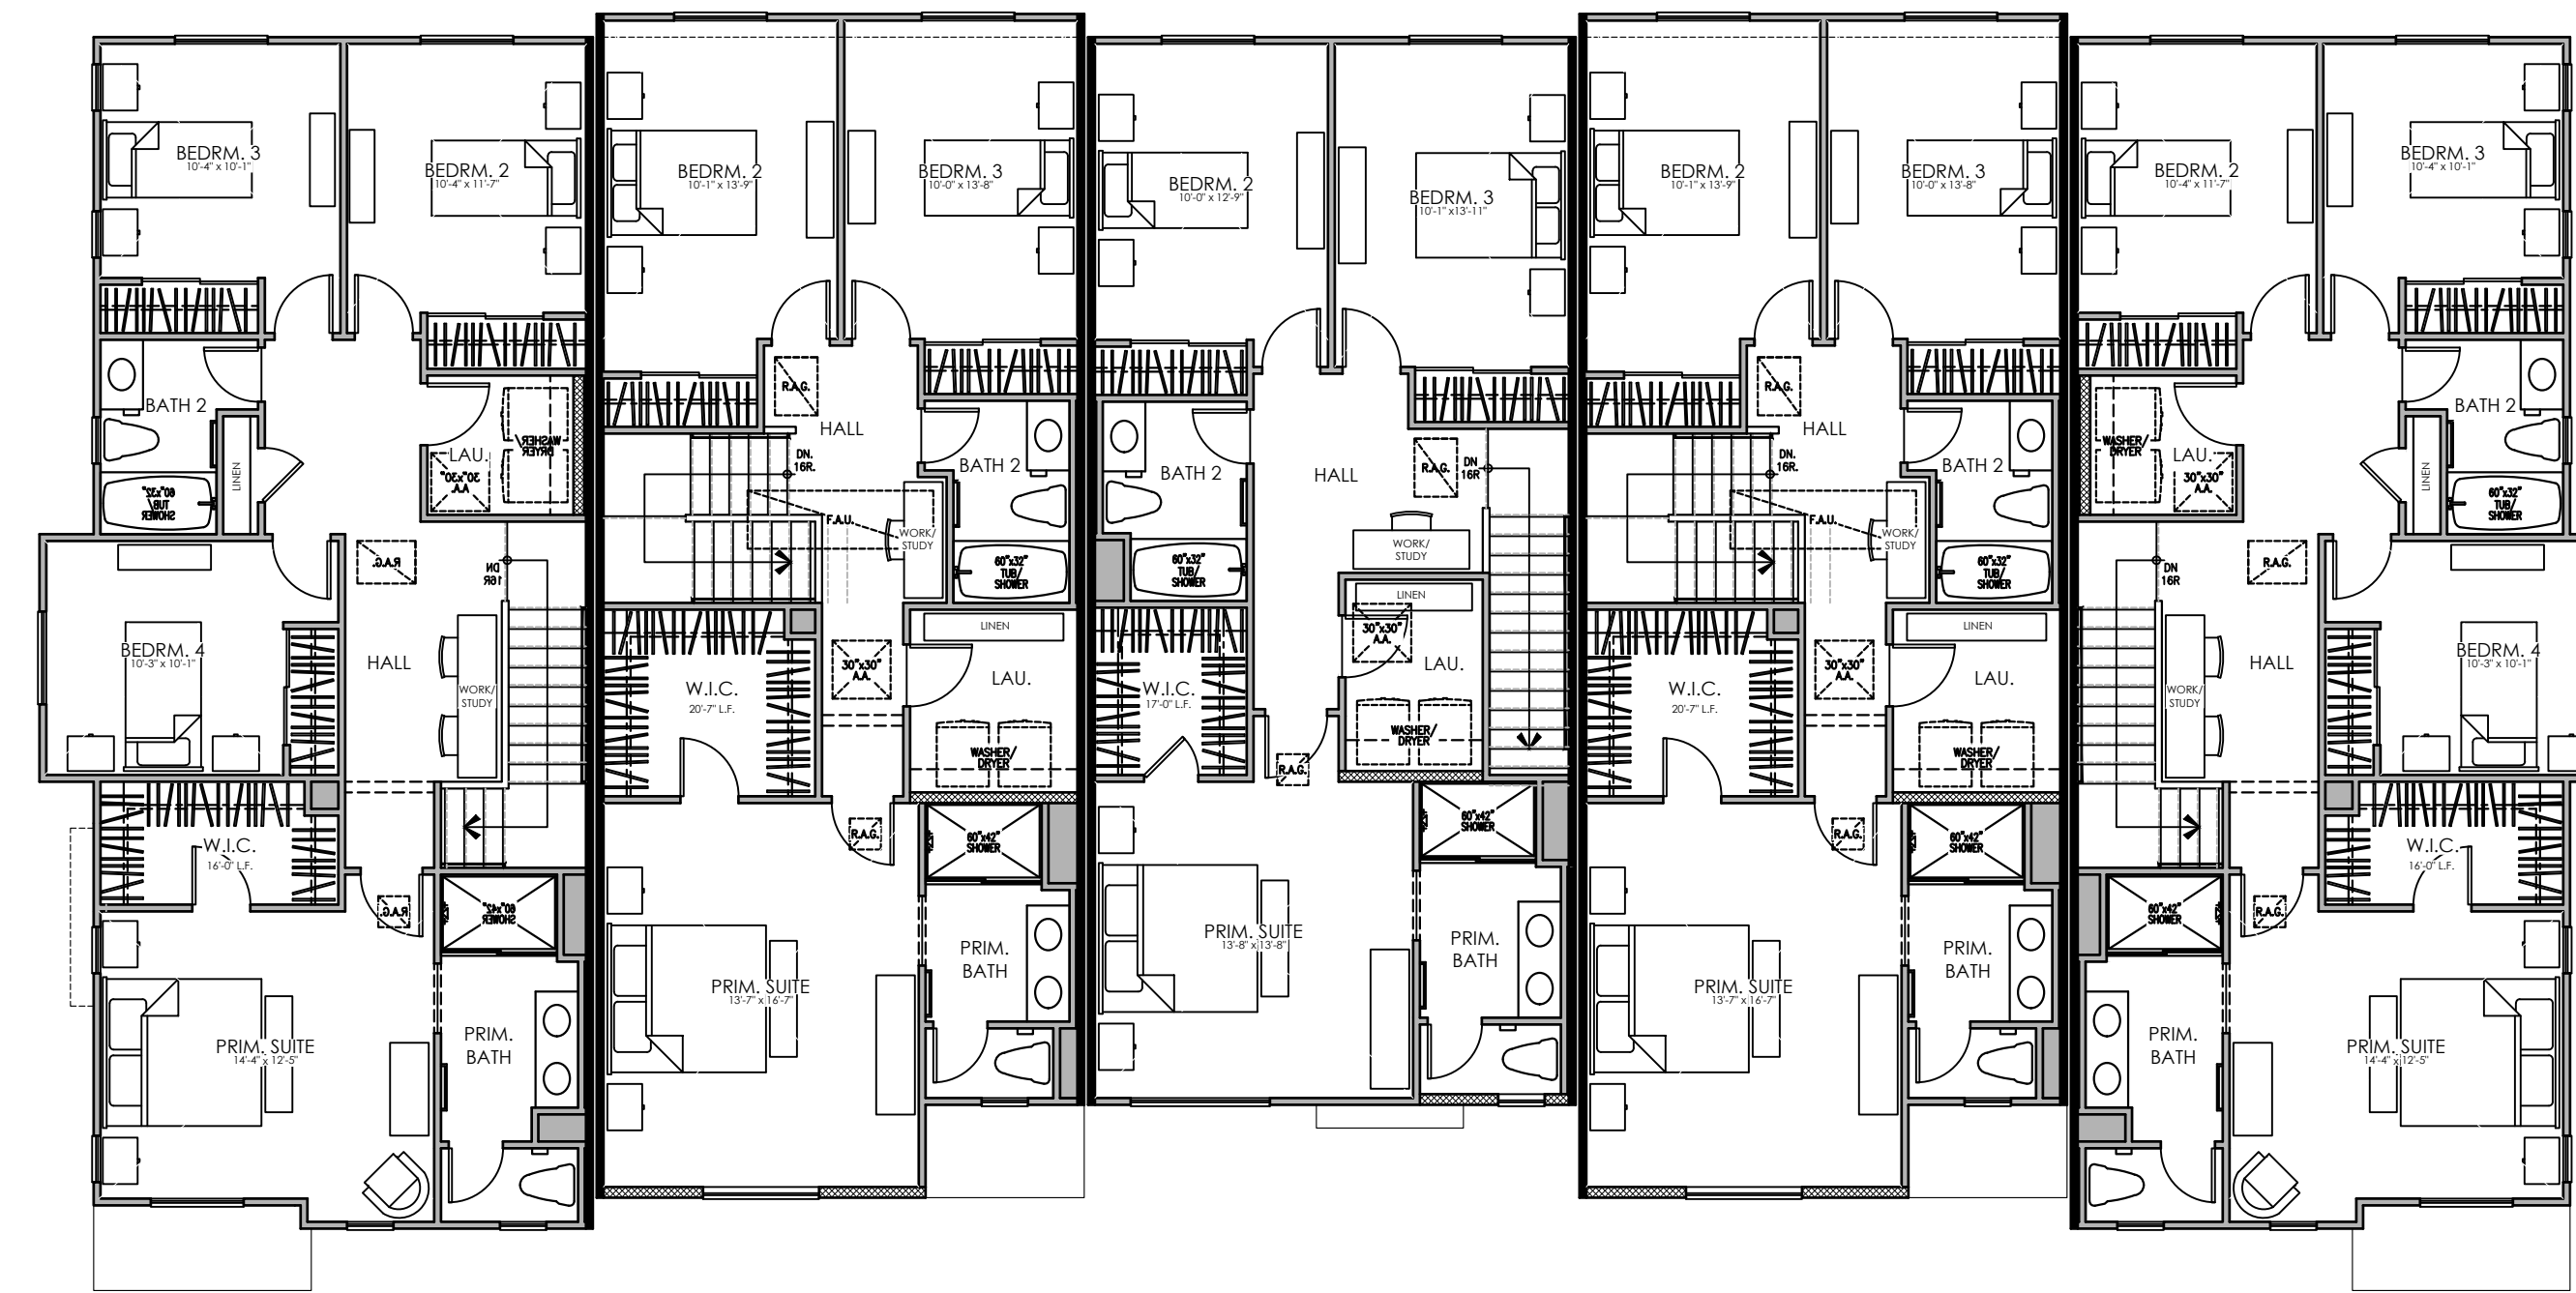 BEDRM. 3
10'-4" x 10'-1"
BEDRM. 2
10'-4" x 11'-7"
BATH 2
LINEN
60"x32"
TUB/
SHOWER
LAU.
WASHER/
DRYER
30"x30"
A.A.
R.A.G.
DN
16R
BEDRM. 4
10'-3" x 10'-1"
HALL
WORK/
STUDY
W.I.C.
16'-0" L.F.
R.A.G.
60"x42"
SHOWER
PRIM. SUITE
14'-4" x 12'-5"
PRIM.
BATH
BEDRM. 2
10'-1" x 13'-9"
BEDRM. 3
10'-0" x 13'-8"
R.A.G.
HALL
DN.
16R.
BATH 2
F.A.U.
WORK/
STUDY
60"x32"
TUB/
SHOWER
LINEN
W.I.C.
20'-7" L.F.
30"x30"
A.A.
LAU.
WASHER/
DRYER
R.A.G.
60"x42"
SHOWER
PRIM. SUITE
13'-7" x 16'-7"
PRIM.
BATH
BEDRM. 2
10'-0" x 12'-9"
BEDRM. 3
10'-1" x13'-11"
BATH 2
HALL
R.A.G.
DN
16R
WORK/
STUDY
60"x32"
TUB/
SHOWER
LINEN
30"x30"
A.A.
LAU.
W.I.C.
17'-0" L.F.
WASHER/
DRYER
R.A.G.
60"x42"
SHOWER
PRIM. SUITE
13'-8" x 13'-8"
PRIM.
BATH
BEDRM. 2
10'-1" x 13'-9"
BEDRM. 3
10'-0" x 13'-8"
R.A.G.
HALL
DN.
16R.
BATH 2
F.A.U.
WORK/
STUDY
60"x32"
TUB/
SHOWER
LINEN
W.I.C.
20'-7" L.F.
30"x30"
A.A.
LAU.
WASHER/
DRYER
R.A.G.
60"x42"
SHOWER
PRIM. SUITE
13'-7" x 16'-7"
PRIM.
BATH
BEDRM. 2
10'-4" x 11'-7"
BEDRM. 3
10'-4" x 10'-1"
BATH 2
WASHER/
DRYER
LAU.
30"x30"
A.A.
LINEN
60"x32"
TUB/
SHOWER
DN
16R
R.A.G.
BEDRM. 4
10'-3" x 10'-1"
HALL
WORK/
STUDY
W.I.C.
16'-0" L.F.
60"x42"
SHOWER
R.A.G.
PRIM. SUITE
14'-4" x 12'-5"
PRIM.
BATH